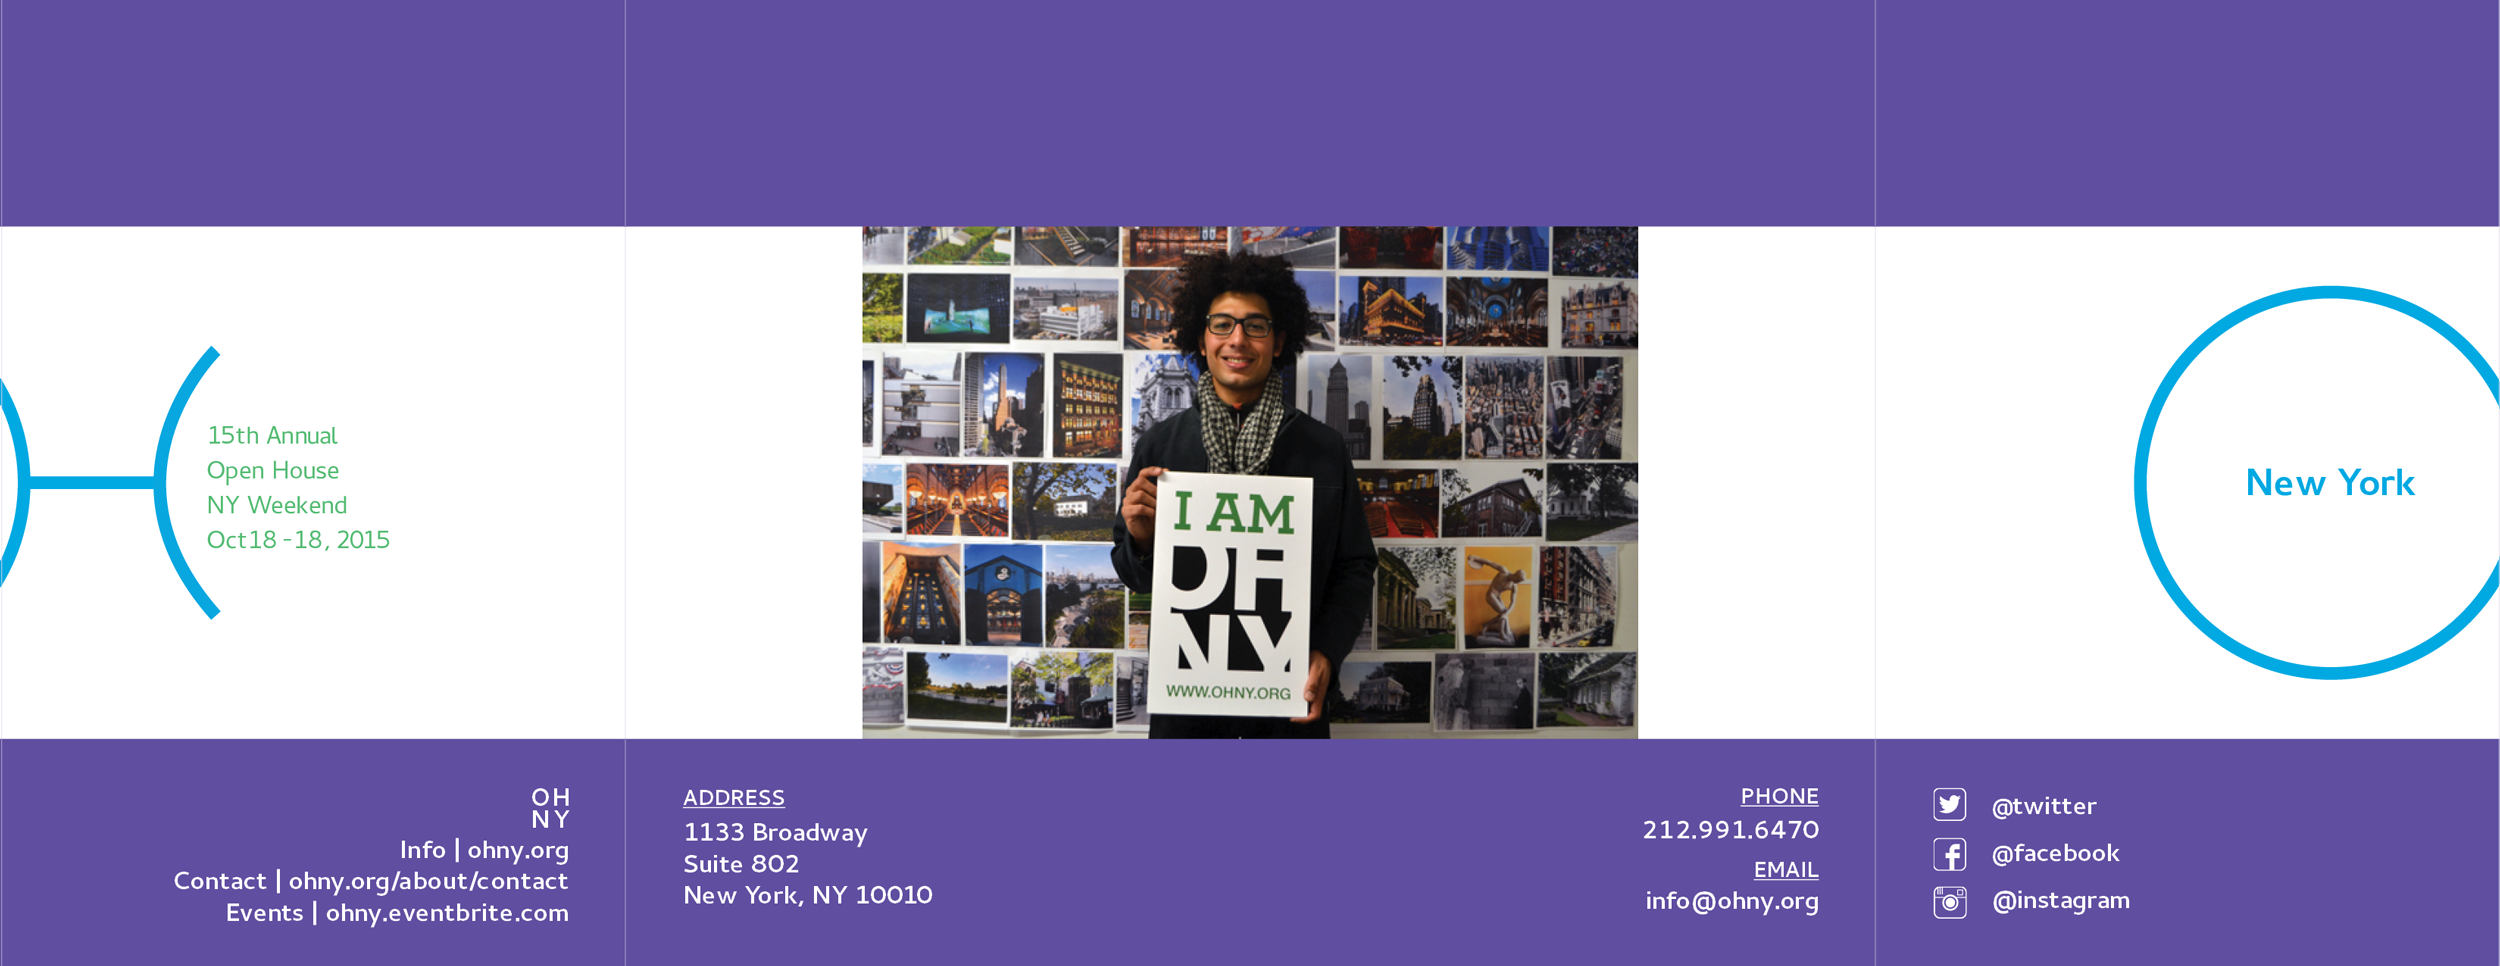 15th Annual
Open House
NY Weekend
Oct18 -18, 2015
I AM
OH
NY
WWW.OHNY.ORG
New York
OH
NY
Info | ohny.org
Contact | ohny.org/about/contact
Events | ohny.eventbrite.com
ADDRESS
1133 Broadway
Suite 802
New York, NY 10010
PHONE
212.991.6470
EMAIL
info@ohny.org
@twitter
@facebook
@instagram